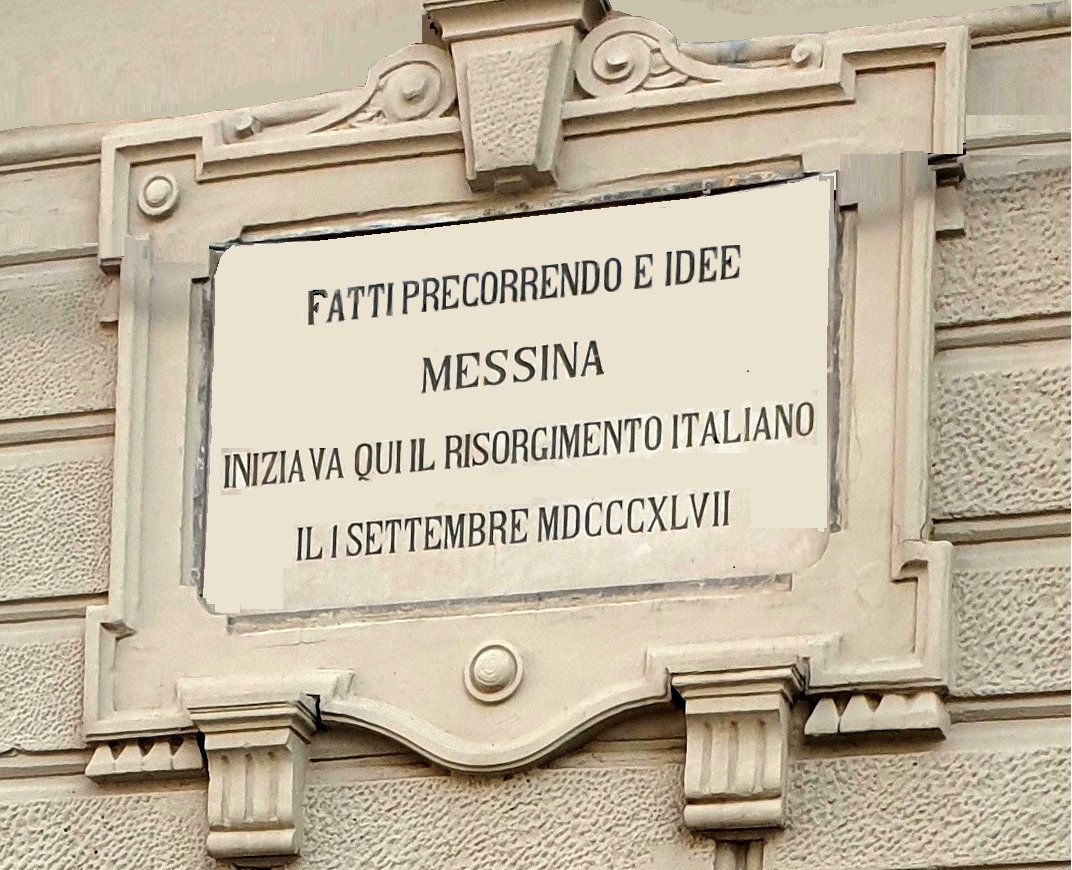 FATTI PRECORRENDO E IDEE
MESSINA
INIZIAVA QUI IL RISORGIMENTO ITALIANO
IL I SETTEMBRE MDCCCXLVII